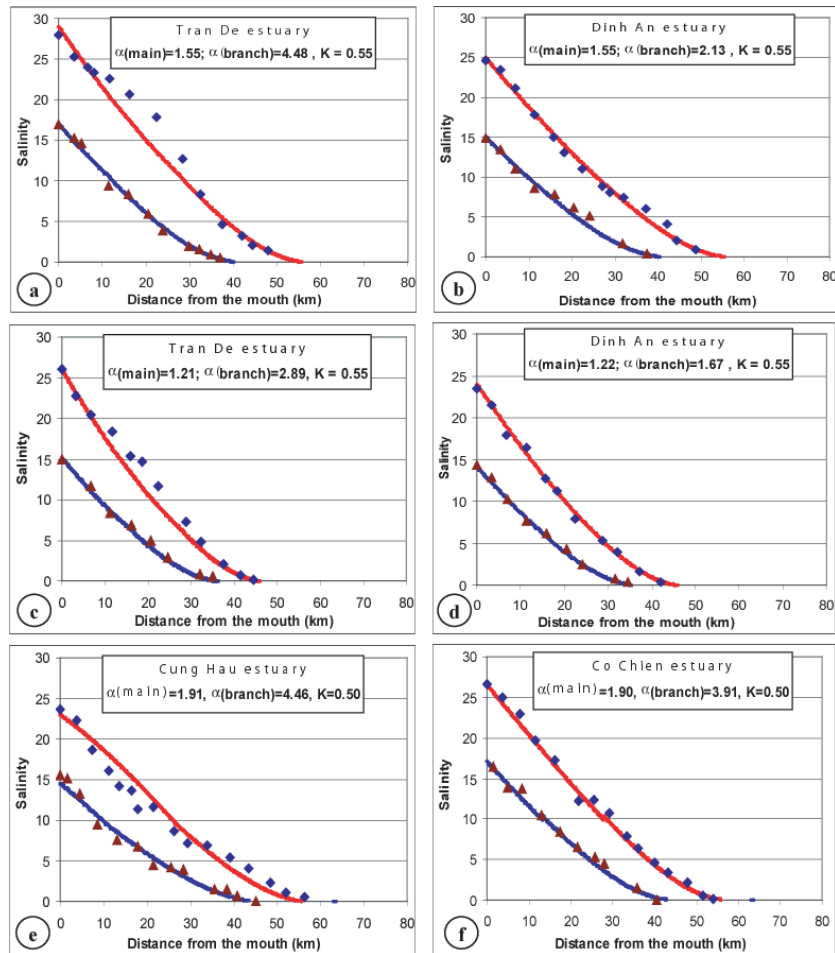 Tran De estuary
α(main)=1.55; α(branch)=4.48 , K = 0.55
30
25
20
15
10
5
0
Salinity
0 10 20 30 40 50 60 70 80
Distance from the mouth (km)
a
Dinh An estuary
α(main)=1.55; α(branch)=2.13 , K = 0.55
30
25
20
15
10
5
0
Salinity
0 10 20 30 40 50 60 70 80
Distance from the mouth (km)
b
Tran De estuary
α(main)=1.21; α(branch)=2.89, K = 0.55
30
25
20
15
10
5
0
Salinity
0 10 20 30 40 50 60 70 80
Distance from the mouth (km)
c
Dinh An estuary
α(main)=1.22; α(branch)=1.67 , K = 0.55
30
25
20
15
10
5
0
Salinity
0 10 20 30 40 50 60 70 80
Distance from the mouth (km)
d
Cung Hau estuary
α(main)=1.91, α(branch)=4.46, K=0.50
30
25
20
15
10
5
0
Salinity
0 10 20 30 40 50 60 70 80
Distance from the mouth (km)
e
Co Chien estuary
α(main)=1.90, α(branch)=3.91, K=0.50
30
25
20
15
10
5
0
Salinity
0 10 20 30 40 50 60 70 80
Distance from the mouth (km)
f